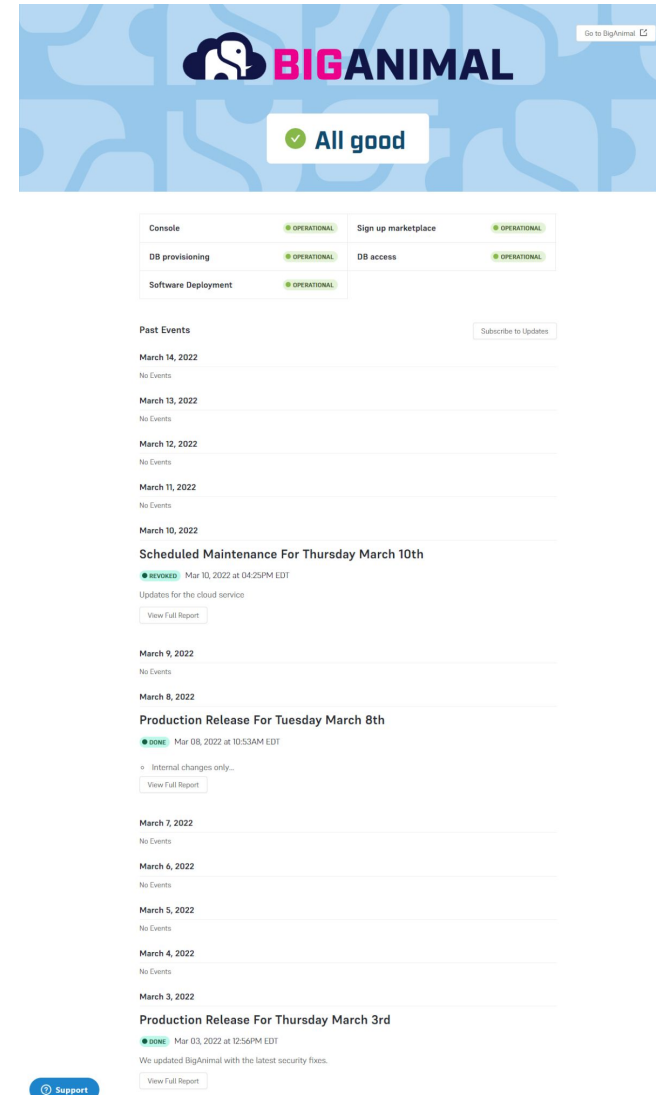 Go to BigAnimal
BIGANIMAL
All good
Console OPERATIONAL Sign up marketplace OPERATIONAL
DB provisioning OPERATIONAL DB access OPERATIONAL
Software Deployment OPERATIONAL
Past Events Subscribe to Updates
March 14, 2022
No Events
March 13, 2022
No Events
March 12, 2022
No Events
March 11, 2022
No Events
March 10, 2022
Scheduled Maintenance For Thursday March 10th
REVOKED Mar 10, 2022 at 04:25PM EDT
Updates for the cloud service
View Full Report
March 9, 2022
No Events
March 8, 2022
Production Release For Tuesday March 8th
DONE Mar 08, 2022 at 10:53AM EDT
Internal changes only...
View Full Report
March 7, 2022
No Events
March 6, 2022
No Events
March 5, 2022
No Events
March 4, 2022
No Events
March 3, 2022
Production Release For Thursday March 3rd
DONE Mar 03, 2022 at 12:56PM EDT
We updated BigAnimal with the latest security fixes.
View Full Report
Support